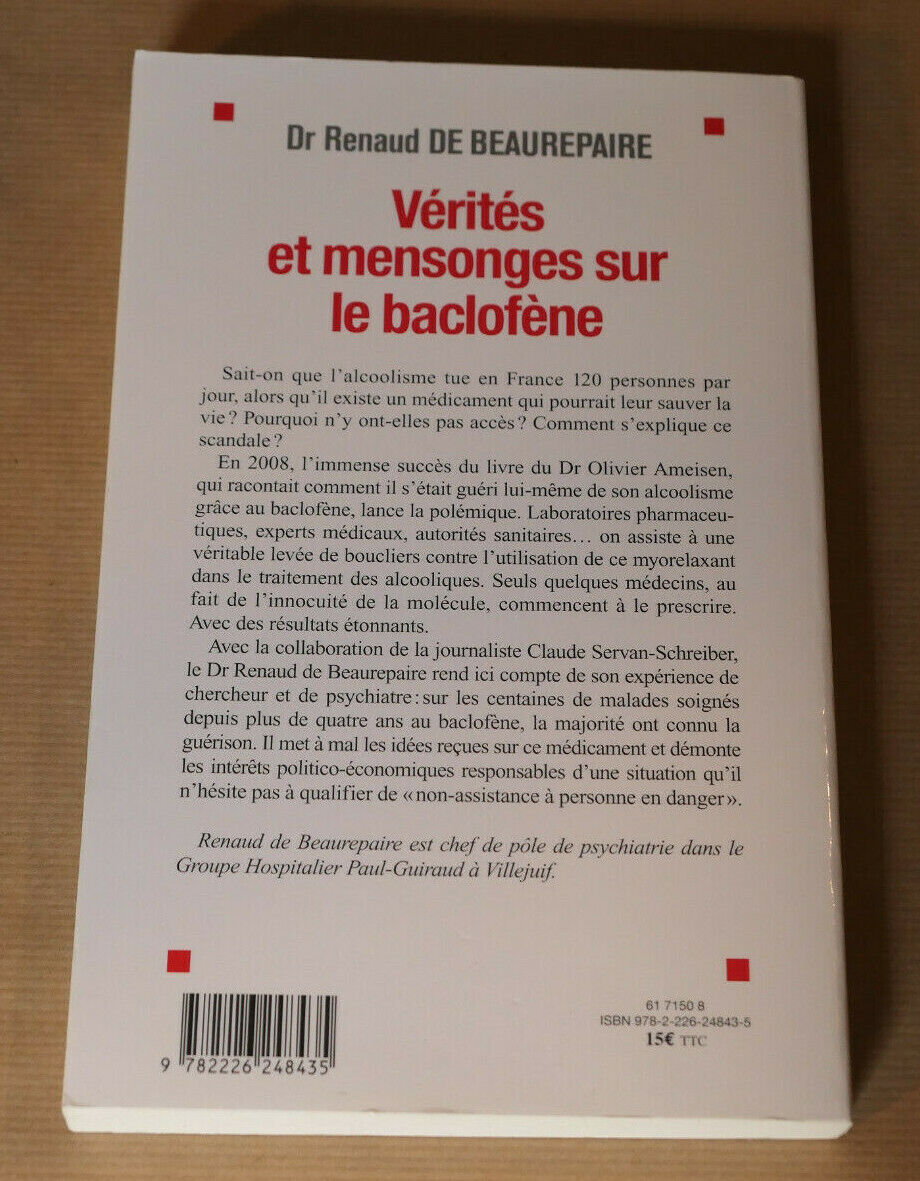 Dr Renaud DE BEAUREPAIRE
Vérités
et mensonges sur
le baclofène
Sait-on que l'alcoolisme tue en France 120 personnes par
jour, alors qu'il existe un médicament qui pourrait leur sauver la
vie ? Pourquoi n'y ont-elles pas accès ? Comment s'explique ce
scandale ?
En 2008, l'immense succès du livre du Dr Olivier Ameisen,
qui racontait comment il s'était guéri lui-même de son alcoolisme
grâce au baclofène, lance la polémique. Laboratoires pharmaceu-
tiques, experts médicaux, autorités sanitaires… on assiste à une
véritable levée de boucliers contre l'utilisation de ce myorelaxant
dans le traitement des alcooliques. Seuls quelques médecins, au
fait de l'innocuité de la molécule, commencent à le prescrire.
Avec des résultats étonnants.
Avec la collaboration de la journaliste Claude Servan-Schreiber,
le Dr Renaud de Beaurepaire rend ici compte de son expérience de
chercheur et de psychiatre : sur les centaines de malades soignés
depuis plus de quatre ans au baclofène, la majorité ont connu la
guérison. Il met à mal les idées reçues sur ce médicament et démonte
les intérêts politico-économiques responsables d'une situation qu'il
n'hésite pas à qualifier de « non-assistance à personne en danger ».
Renaud de Beaurepaire est chef de pôle de psychiatrie dans le
Groupe Hospitalier Paul-Guiraud à Villejuif.
61 7150 8
ISBN 978-2-226-24843-5
15€ TTC
9 782226 248435